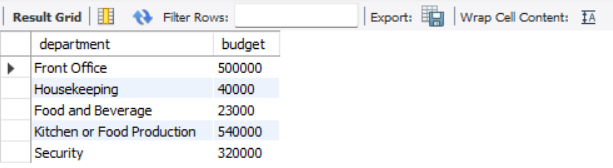 Result Grid Filter Rows: Export: Wrap Cell Content: IA
department budget
Front Office 500000
Housekeeping 40000
Food and Beverage 23000
Kitchen or Food Production 540000
Security 320000